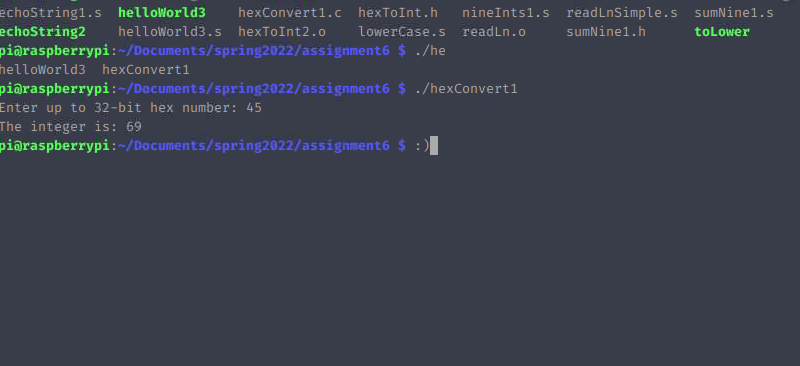 echoString1.s helloWorld3 hexConvert1.c hexToInt.h nineInts1.s readLnSimple.s sumNine1.s
echoString2 helloWorld3.s hexToInt2.o lowerCase.s readLn.o sumNine1.h toLower
pi@raspberrypi:~/Documents/spring2022/assignment6 $ ./he
helloWorld3 hexConvert1
pi@raspberrypi:~/Documents/spring2022/assignment6 $ ./hexConvert1
Enter up to 32-bit hex number: 45
The integer is: 69
pi@raspberrypi:~/Documents/spring2022/assignment6 $ :)